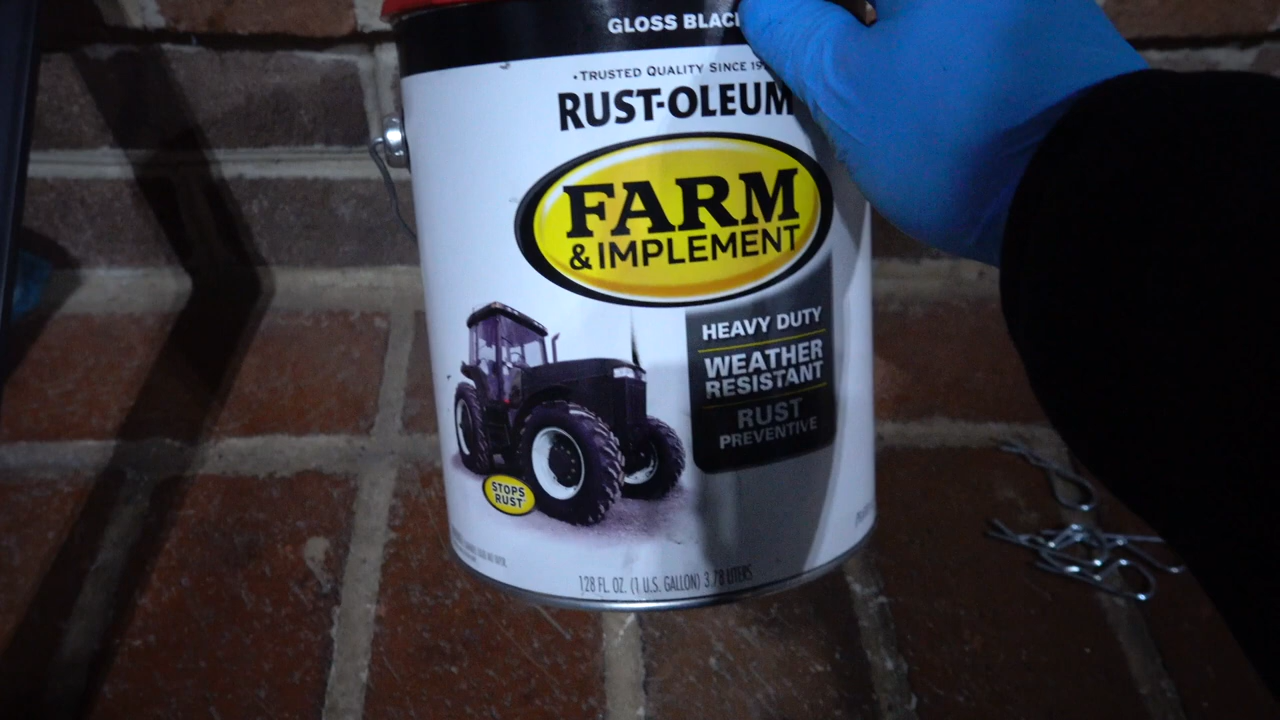 GLOSS BLACK
• TRUSTED QUALITY SINCE 19
RUST-OLEUM
FARM
& IMPLEMENT
HEAVY DUTY
WEATHER
RESISTANT
RUST
PREVENTIVE
STOPS
RUST
128 FL. OZ. (1 U.S. GALLON) 3.78 LITERS